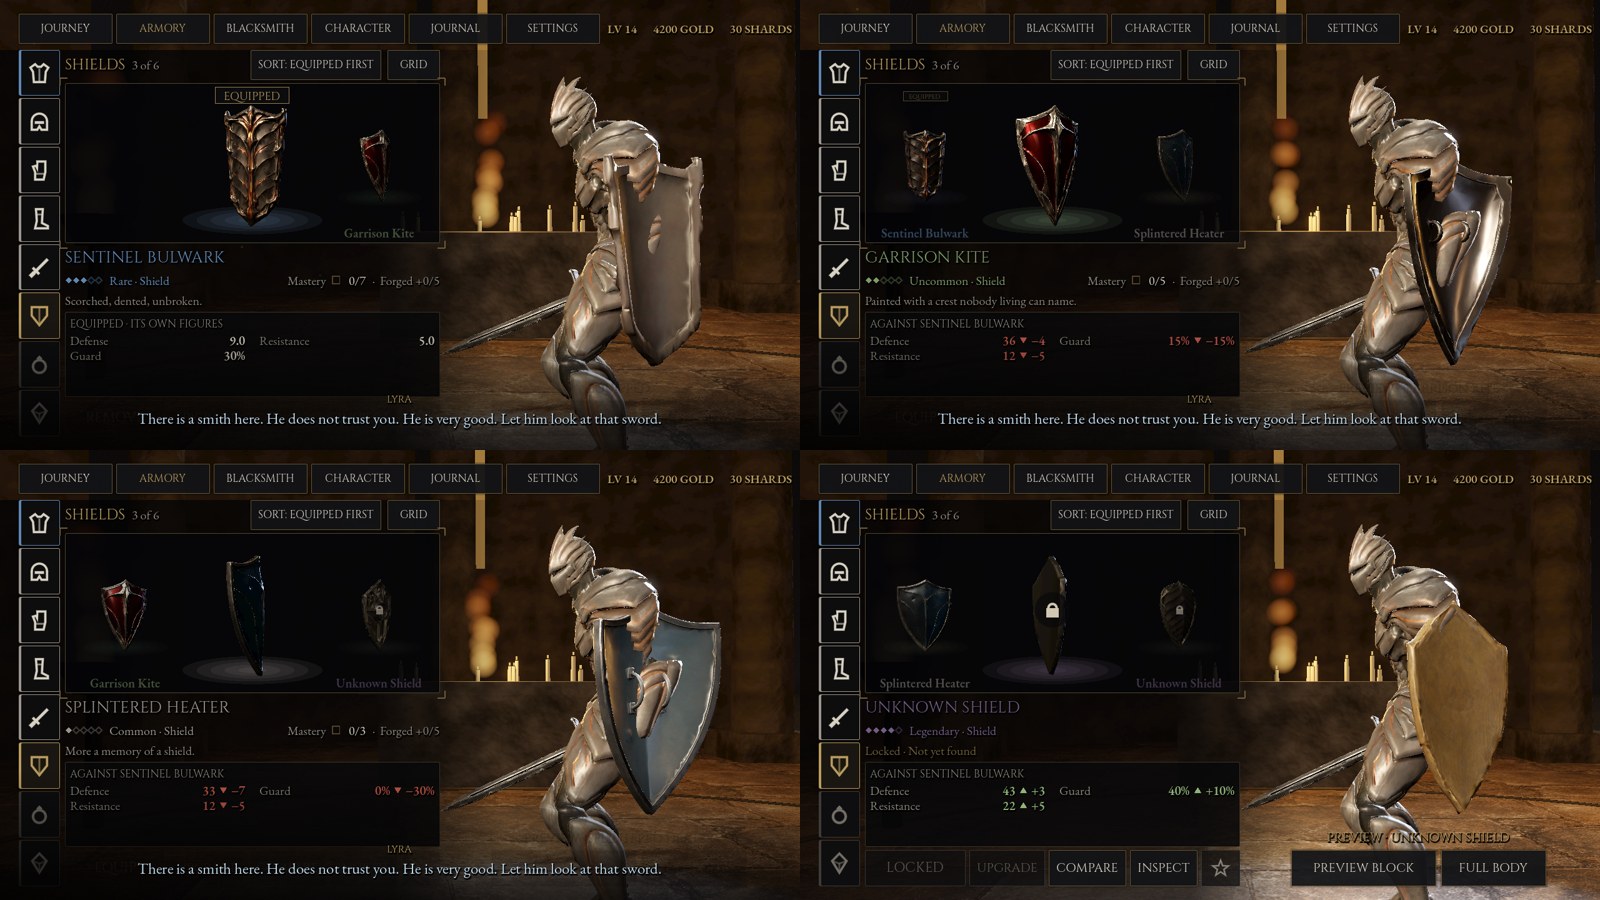 JOURNEY ARMORY BLACKSMITH CHARACTER JOURNAL SETTINGS LV 14 4200 GOLD 30 SHARDS
SHIELDS 3 of 6 SORT: EQUIPPED FIRST GRID
EQUIPPED
Garrison Kite
SENTINEL BULWARK
Rare · Shield Mastery 0/7 · Forged +0/5
Scorched, dented, unbroken.
EQUIPPED · ITS OWN FIGURES
Defense 9.0 Resistance 5.0
Guard 30%
LYRA
There is a smith here. He does not trust you. He is very good. Let him look at that sword.
JOURNEY ARMORY BLACKSMITH CHARACTER JOURNAL SETTINGS LV 14 4200 GOLD 30 SHARDS
SHIELDS 3 of 6 SORT: EQUIPPED FIRST GRID
EQUIPPED
Sentinel Bulwark Splintered Heater
GARRISON KITE
Uncommon · Shield Mastery 0/5 · Forged +0/5
Painted with a crest nobody living can name.
AGAINST SENTINEL BULWARK
Defence 36 ▼ −4 Guard 15% ▼ −15%
Resistance 12 ▼ −5
LYRA
There is a smith here. He does not trust you. He is very good. Let him look at that sword.
JOURNEY ARMORY BLACKSMITH CHARACTER JOURNAL SETTINGS LV 14 4200 GOLD 30 SHARDS
SHIELDS 3 of 6 SORT: EQUIPPED FIRST GRID
Garrison Kite Unknown Shield
SPLINTERED HEATER
Common · Shield Mastery 0/3 · Forged +0/5
More a memory of a shield.
AGAINST SENTINEL BULWARK
Defence 33 ▼ −7 Guard 0% ▼ −30%
Resistance 12 ▼ −5
LYRA
There is a smith here. He does not trust you. He is very good. Let him look at that sword.
JOURNEY ARMORY BLACKSMITH CHARACTER JOURNAL SETTINGS LV 14 4200 GOLD 30 SHARDS
SHIELDS 3 of 6 SORT: EQUIPPED FIRST GRID
Splintered Heater Unknown Shield
UNKNOWN SHIELD
Legendary · Shield
Locked · Not yet found
AGAINST SENTINEL BULWARK
Defence 43 ▲ +3 Guard 40% ▲ +10%
Resistance 22 ▲ +5
PREVIEW · UNKNOWN SHIELD
LOCKED UPGRADE COMPARE INSPECT PREVIEW BLOCK FULL BODY